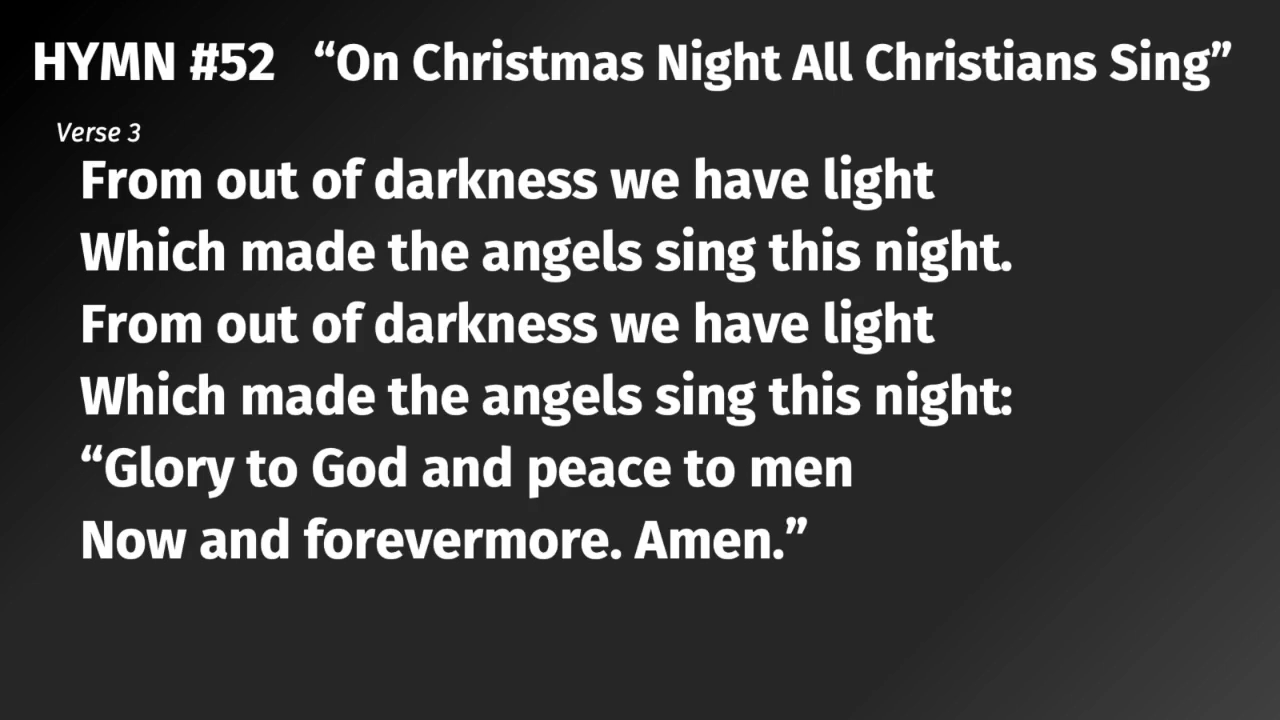 HYMN #52 “On Christmas Night All Christians Sing”
Verse 3
From out of darkness we have light
Which made the angels sing this night.
From out of darkness we have light
Which made the angels sing this night:
“Glory to God and peace to men
Now and forevermore. Amen.”